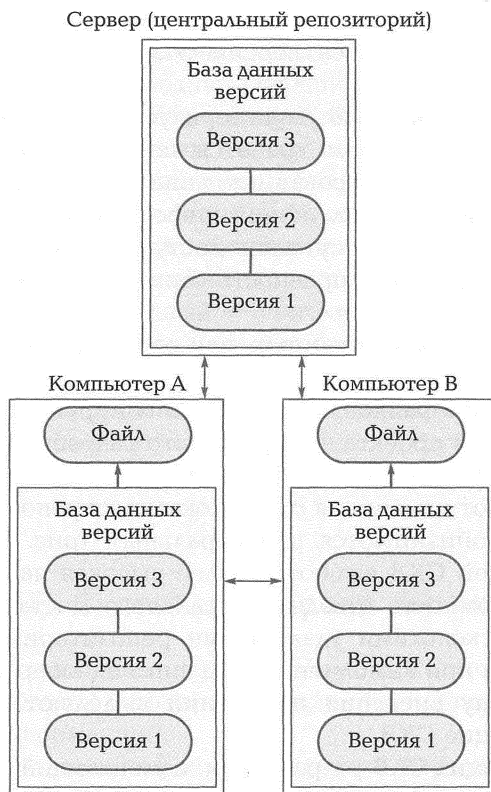 Сервер (центральный репозиторий)
База данных
версий
Версия 3
Версия 2
Версия 1
Компьютер A
Файл
База данных
версий
Версия 3
Версия 2
Версия 1
Компьютер B
Файл
База данных
версий
Версия 3
Версия 2
Версия 1